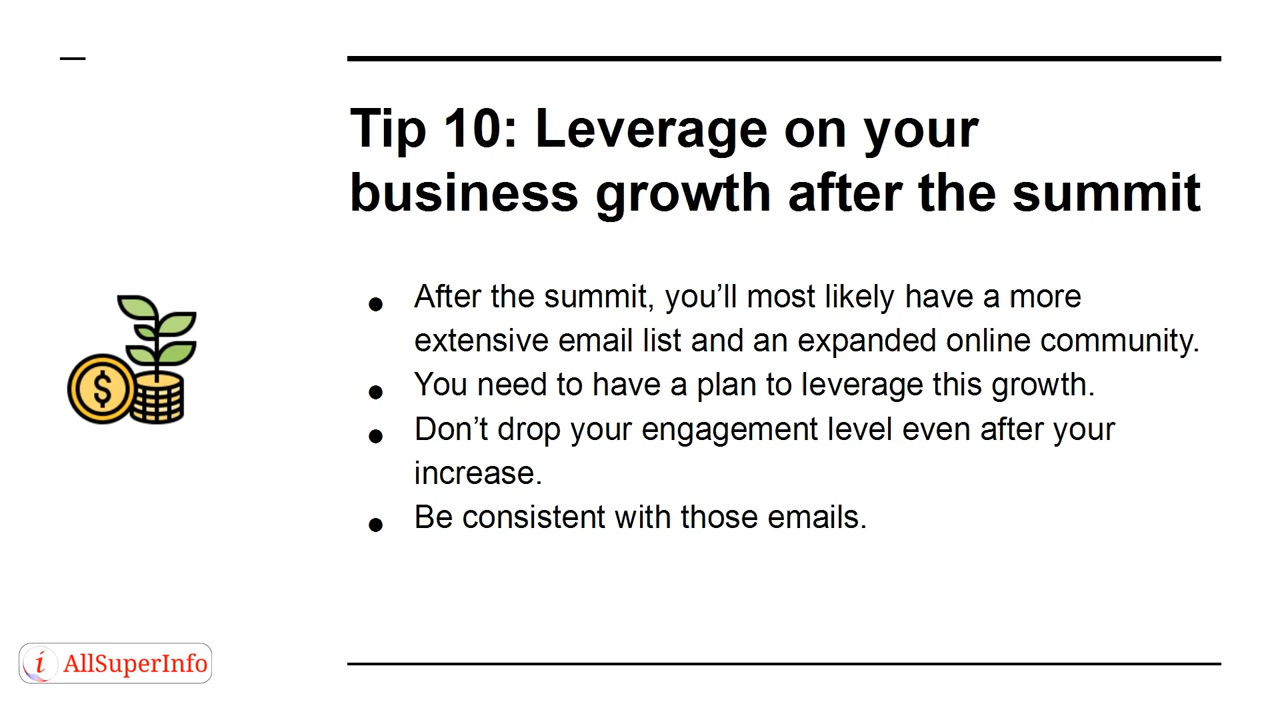 Tip 10: Leverage on your
business growth after the summit
● After the summit, you’ll most likely have a more
extensive email list and an expanded online community.
● You need to have a plan to leverage this growth.
● Don’t drop your engagement level even after your
increase.
● Be consistent with those emails.
$
i AllSuperInfo